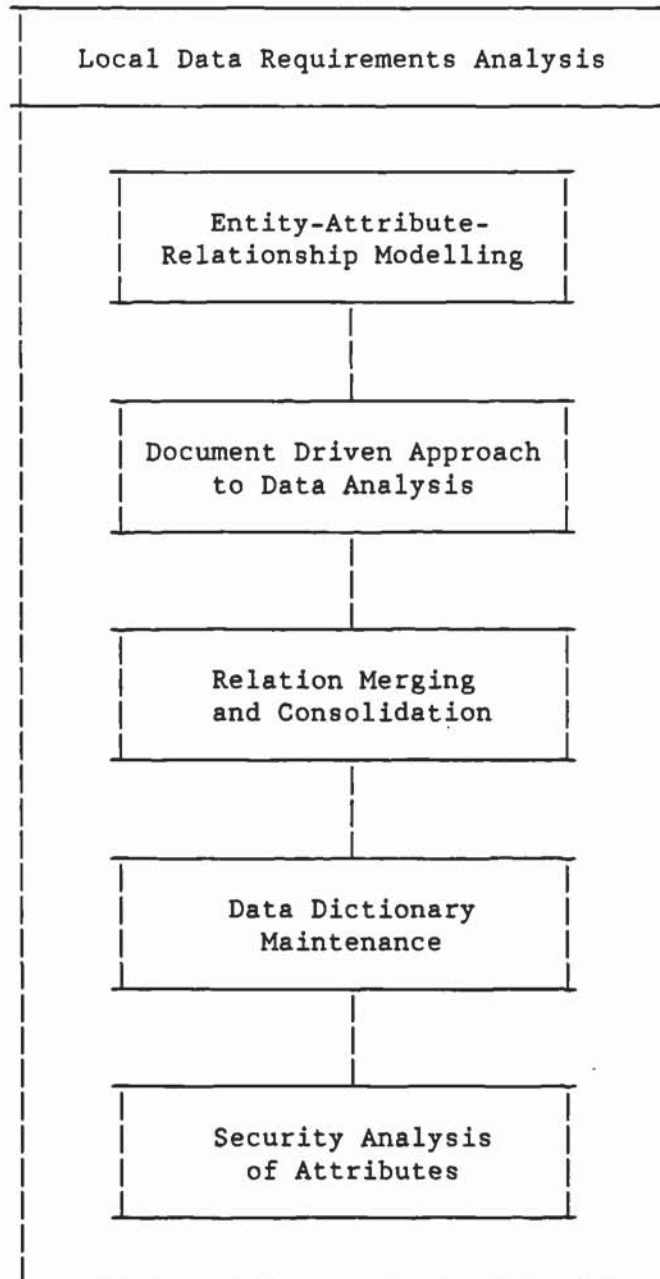 Local Data Requirements Analysis
Entity-Attribute-
Relationship Modelling
Document Driven Approach
to Data Analysis
Relation Merging
and Consolidation
Data Dictionary
Maintenance
Security Analysis
of Attributes